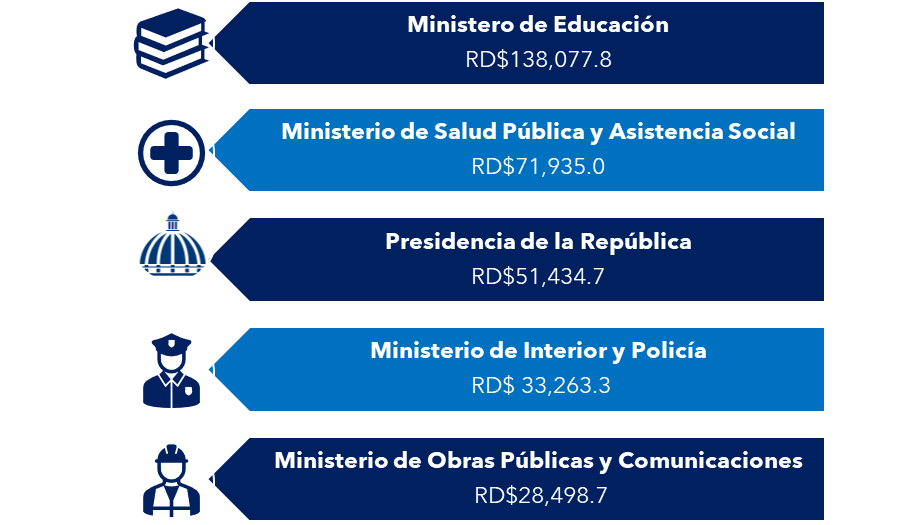 Ministero de Educación
RD$138,077.8
Ministerio de Salud Pública y Asistencia Social
RD$71,935.0
Presidencia de la República
RD$51,434.7
Ministerio de Interior y Policía
RD$ 33,263.3
Ministerio de Obras Públicas y Comunicaciones
RD$28,498.7